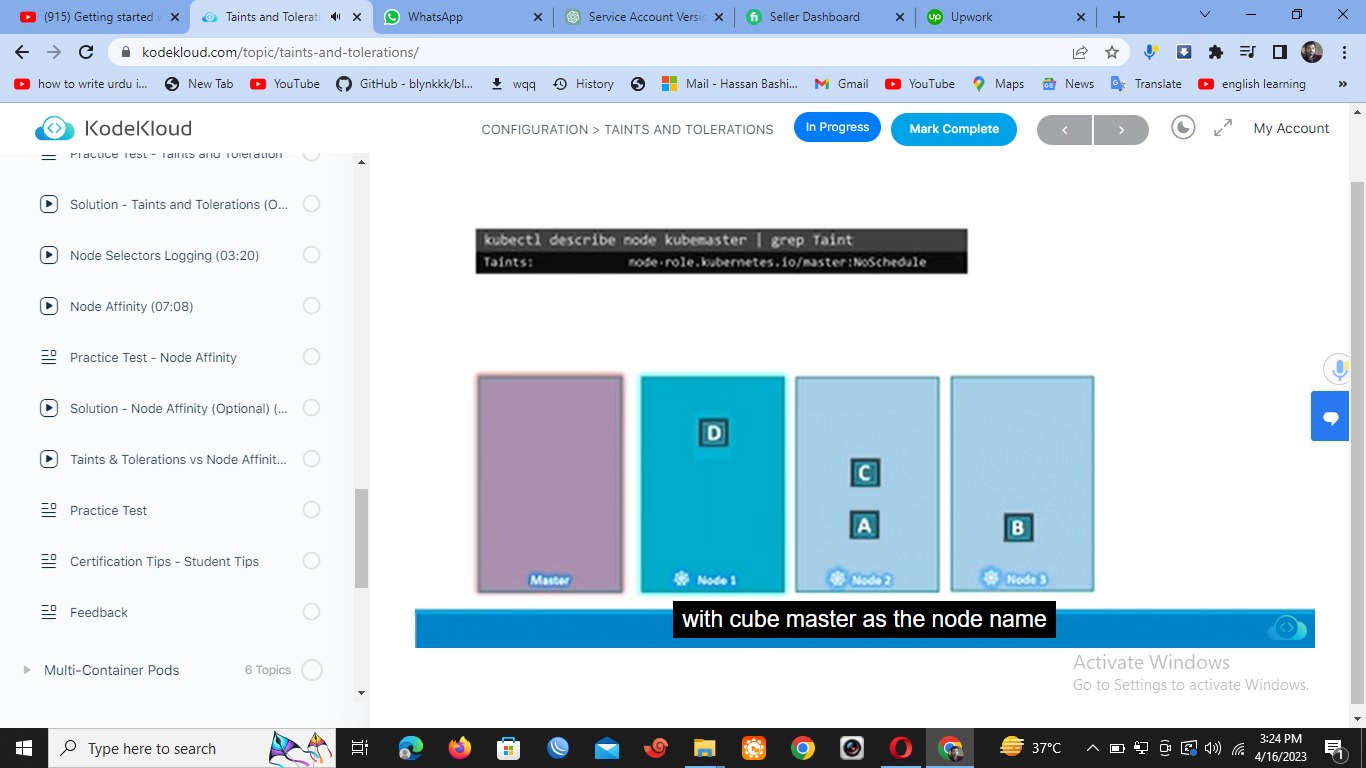 (915) Getting started w
Taints and Tolerati
WhatsApp
Service Account Versic
Seller Dashboard
Upwork
kodekloud.com/topic/taints-and-tolerations/
how to write urdu i...
New Tab
YouTube
GitHub - blynkkk/bl...
wqq
History
Mail - Hassan Bashi...
Gmail
YouTube
Maps
News
Translate
english learning
»
KodeKloud
CONFIGURATION > TAINTS AND TOLERATIONS
In Progress
Mark Complete
My Account
Practice Test - Taints and Toleration
Solution - Taints and Tolerations (O...
Node Selectors Logging (03:20)
Node Affinity (07:08)
Practice Test - Node Affinity
Solution - Node Affinity (Optional) (...
Taints & Tolerations vs Node Affinit...
Practice Test
Certification Tips - Student Tips
Feedback
Multi-Container Pods
6 Topics
kubectl describe node kubemaster | grep Taint
Taints: node-role.kubernetes.io/master:NoSchedule
D
C
A
B
Master
Node 1
Node 2
Node 3
with cube master as the node name
Activate Windows
Go to Settings to activate Windows.
Type here to search
37°C
3:24 PM
4/16/2023
1